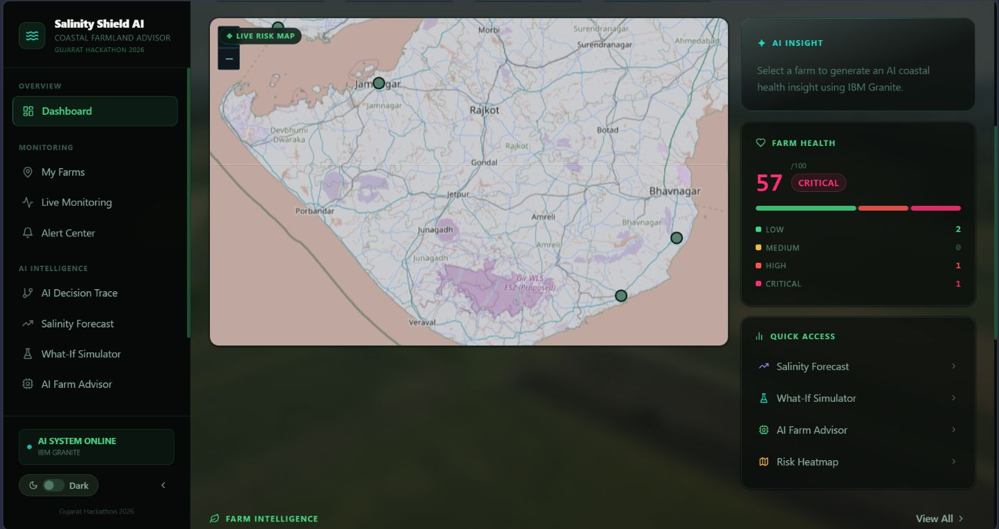 Salinity Shield AI
COASTAL FARMLAND ADVISOR
GUJARAT HACKATHON 2026
OVERVIEW
Dashboard
MONITORING
My Farms
Live Monitoring
Alert Center
AI INTELLIGENCE
AI Decision Trace
Salinity Forecast
What-If Simulator
AI Farm Advisor
AI SYSTEM ONLINE
IBM GRANITE
Dark
Gujarat Hackathon 2026
LIVE RISK MAP
−
Morbi
Surendranagar
Surendranagar
Ahmedabad
Jamnagar
Jamnagar
Rajkot
Devbhumi
Dwaraka
Botad
Rajkot
Gondal
Jetpur
Bhavnagar
Porbandar
Amreli
Bhavnagar
Junagadh
Amreli
Junagadh
Gir WLS
ESZ (Proposed)
Veraval
AI INSIGHT
Select a farm to generate an AI coastal
health insight using IBM Granite.
FARM HEALTH
/100
57 CRITICAL
LOW 2
MEDIUM 0
HIGH 1
CRITICAL 1
QUICK ACCESS
Salinity Forecast
What-If Simulator
AI Farm Advisor
Risk Heatmap
FARM INTELLIGENCE
View All